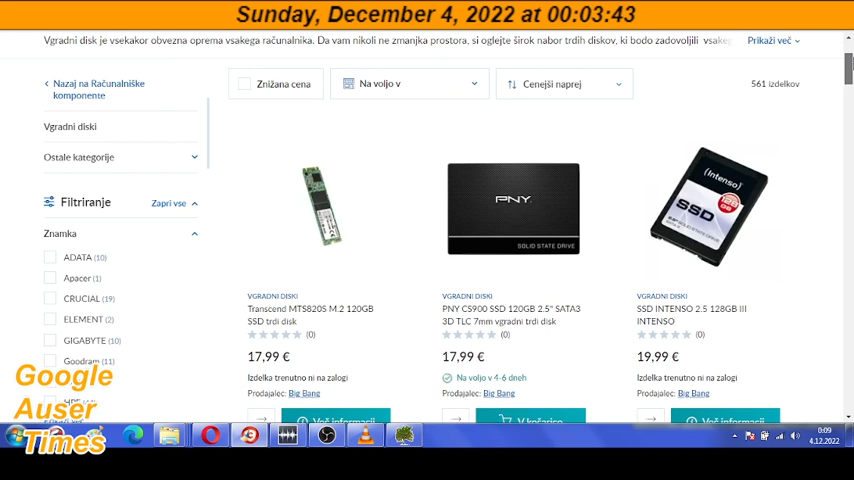 Sunday, December 4, 2022 at 00:03:43
Vgradni disk je vsekakor obvezna oprema vsakega računalnika. Da vam nikoli ne zmanjka prostora, si oglejte širok nabor trdih diskov, ki bodo zadovoljili vsakeg
Prikaži več
Nazaj na Računalniške
komponente
Znižana cena
Na voljo v
Cenejši naprej
561 izdelkov
Vgradni diski
Ostale kategorije
Filtriranje
Zapri vse
Znamka
ADATA (10)
Apacer (1)
CRUCIAL (19)
ELEMENT (2)
GIGABYTE (10)
Goodram (11)
PNY
SOLID STATE DRIVE
(intenso)
128 GB
SSD
VGRADNI DISKI
Transcend MTS820S M.2 120GB
SSD trdi disk
(0)
17,99 €
Izdelka trenutno ni na zalogi
Prodajalec: Big Bang
Več informacij
VGRADNI DISKI
PNY CS900 SSD 120GB 2.5" SATA3
3D TLC 7mm vgradni trdi disk
(0)
17,99 €
Na voljo v 4-6 dneh
Prodajalec: Big Bang
V košarico
VGRADNI DISKI
SSD INTENSO 2.5 128GB III
INTENSO
(0)
19,99 €
Izdelka trenutno ni na zalogi
Prodajalec: Big Bang
Več informacij
Google
Auser
Times
0:09
4.12.2022